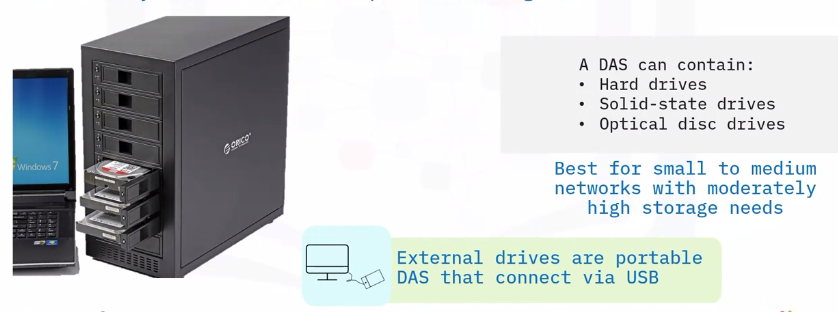 Windows 7
ORICO
A DAS can contain:
• Hard drives
• Solid-state drives
• Optical disc drives
Best for small to medium
networks with moderately
high storage needs
External drives are portable
DAS that connect via USB